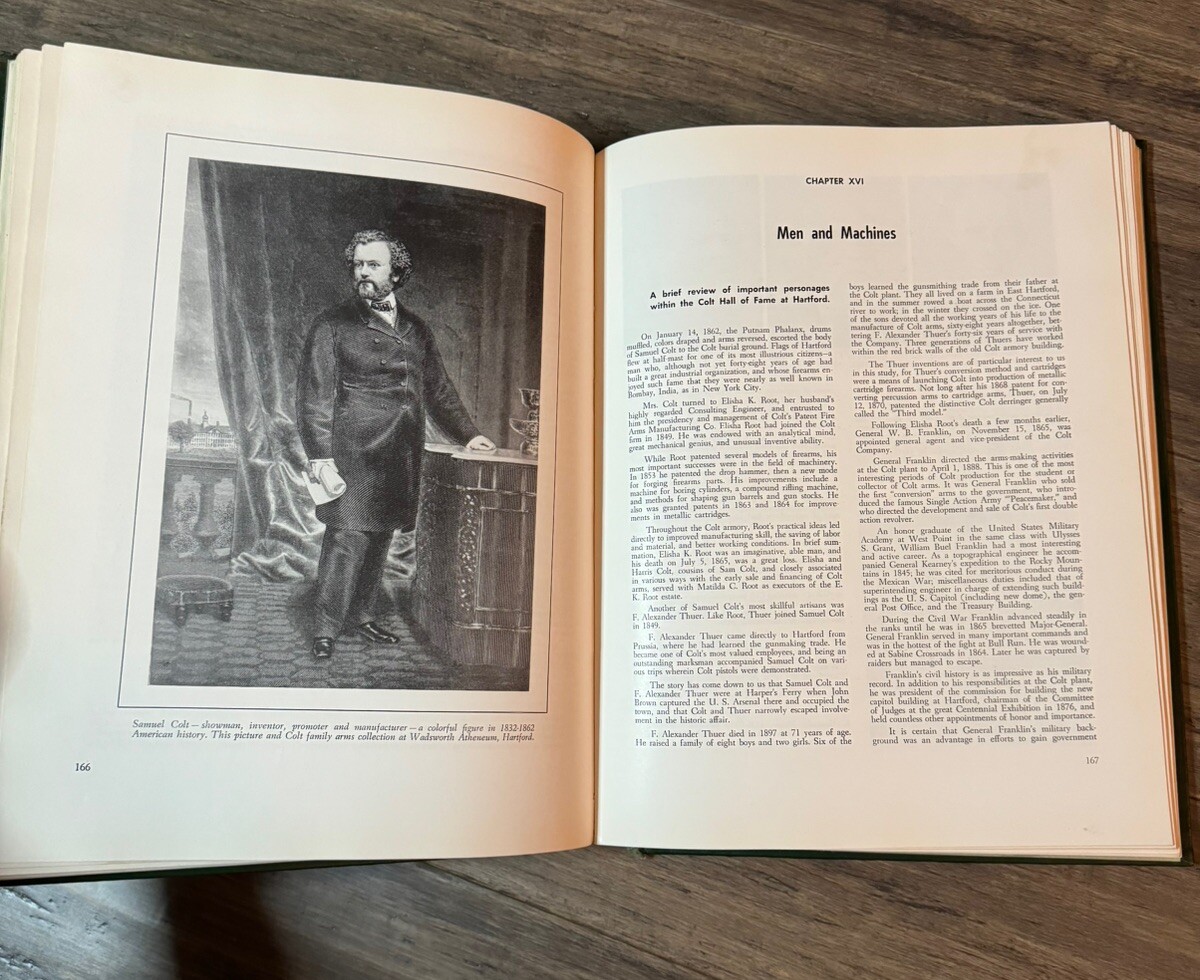 Samuel Colt — showman, inventor, promoter and manufacturer — a colorful figure in 1832-1862
American history. This picture and Colt family arms collection at Wadsworth Atheneum, Hartford.
166
CHAPTER XVI
Men and Machines
A brief review of important personages
within the Colt Hall of Fame at Hartford.
On January 14, 1862, the Putnam Phalanx, drums
muffled, colors draped and arms reversed, escorted the body
of Samuel Colt to the Colt burial ground. Flags of Hartford
flew at half-mast for one of its most illustrious citizens—a
man who, although not yet forty-eight years of age had
built a great industrial organization, and whose firearms en-
joyed such fame that they were nearly as well known in
Bombay, India, as in New York City.
Mrs. Colt turned to Elisha K. Root, her husband's
highly regarded Consulting Engineer, and entrusted to
him the presidency and management of Colt's Patent Fire
Arms Manufacturing Co. Elisha Root had joined the Colt
firm in 1849. He was endowed with an analytical mind,
great mechanical genius, and unusual inventive ability.
While Root patented several models of firearms, his
most important successes were in the field of machinery.
In 1853 he patented the drop hammer, then a new mode
for forging firearms parts. His improvements include a
machine for boring cylinders, a compound rifling machine,
and methods for shaping gun barrels and gun stocks. He
also was granted patents in 1863 and 1864 for improve-
ments in metallic cartridges.
Throughout the Colt armory, Root's practical ideas led
directly to improved manufacturing skill, the saving of labor
and material, and better working conditions. In brief sum-
mation, Elisha K. Root was an imaginative, able man, and
his death on July 5, 1865, was a great loss. Elisha and
Harris Colt, cousins of Sam Colt, and closely associated
in various ways with the early sale and financing of Colt
arms, served with Matilda C. Root as executors of the E.
K. Root estate.
Another of Samuel Colt's most skillful artisans was
F. Alexander Thuer. Like Root, Thuer joined Samuel Colt
in 1849.
F. Alexander Thuer came directly to Hartford from
Prussia, where he had learned the gunmaking trade. He
became one of Colt's most valued employees, and being an
outstanding marksman accompanied Samuel Colt on vari-
ous trips wherein Colt pistols were demonstrated.
The story has come down to us that Samuel Colt and
F. Alexander Thuer were at Harper's Ferry when John
Brown captured the U. S. Arsenal there and occupied the
town, and that Colt and Thuer narrowly escaped involve-
ment in the historic affair.
F. Alexander Thuer died in 1897 at 71 years of age.
He raised a family of eight boys and two girls. Six of the
boys learned the gunsmithing trade from their father at
the Colt plant. They all lived on a farm in East Hartford,
and in the summer rowed a boat across the Connecticut
river to work; in the winter they crossed on the ice. One
of the sons devoted all the working years of his life to the
manufacture of Colt arms, sixty-eight years altogether, bet-
tering F. Alexander Thuer's forty-six years of service with
the Company. Three generations of Thuers have worked
within the red brick walls of the old Colt armory building.
The Thuer inventions are of particular interest to us
in this study, for Thuer's conversion method and cartridges
were a means of launching Colt into production of metallic
cartridge firearms. Not long after his 1868 patent for con-
verting percussion arms to cartridge arms, Thuer, on July
12, 1870, patented the distinctive Colt derringer generally
called the "Third model."
Following Elisha Root's death a few months earlier,
General W. B. Franklin, on November 15, 1865, was
appointed general agent and vice-president of the Colt
Company.
General Franklin directed the arms-making activities
at the Colt plant to April 1, 1888. This is one of the most
interesting periods of Colt production for the student or
collector of Colt arms. It was General Franklin who sold
the first "conversion" arms to the government, who intro-
duced the famous Single Action Army "Peacemaker," and
who directed the development and sale of Colt's first double
action revolver.
An honor graduate of the United States Military
Academy at West Point in the same class with Ulysses
S. Grant, William Buel Franklin had a most interesting
and active career. As a topographical engineer he accom-
panied General Kearney's expedition to the Rocky Moun-
tains in 1845; he was cited for meritorious conduct during
the Mexican War; miscellaneous duties included that of
superintending engineer in charge of extending such build-
ings as the U. S. Capitol (including new dome), the gen-
eral Post Office, and the Treasury Building.
During the Civil War Franklin advanced steadily in
the ranks until he was in 1865 brevetted Major-General.
General Franklin served in many important commands and
was in the hottest of the fight at Bull Run. He was wound-
ed at Sabine Crossroads in 1864. Later he was captured by
raiders but managed to escape.
Franklin's civil history is as impressive as his military
record. In addition to his responsibilities at the Colt plant,
he was president of the commission for building the new
capitol building at Hartford, chairman of the Committee
of Judges at the great Centennial Exhibition in 1876, and
held countless other appointments of honor and importance.
It is certain that General Franklin's military back-
ground was an advantage in efforts to gain government
167